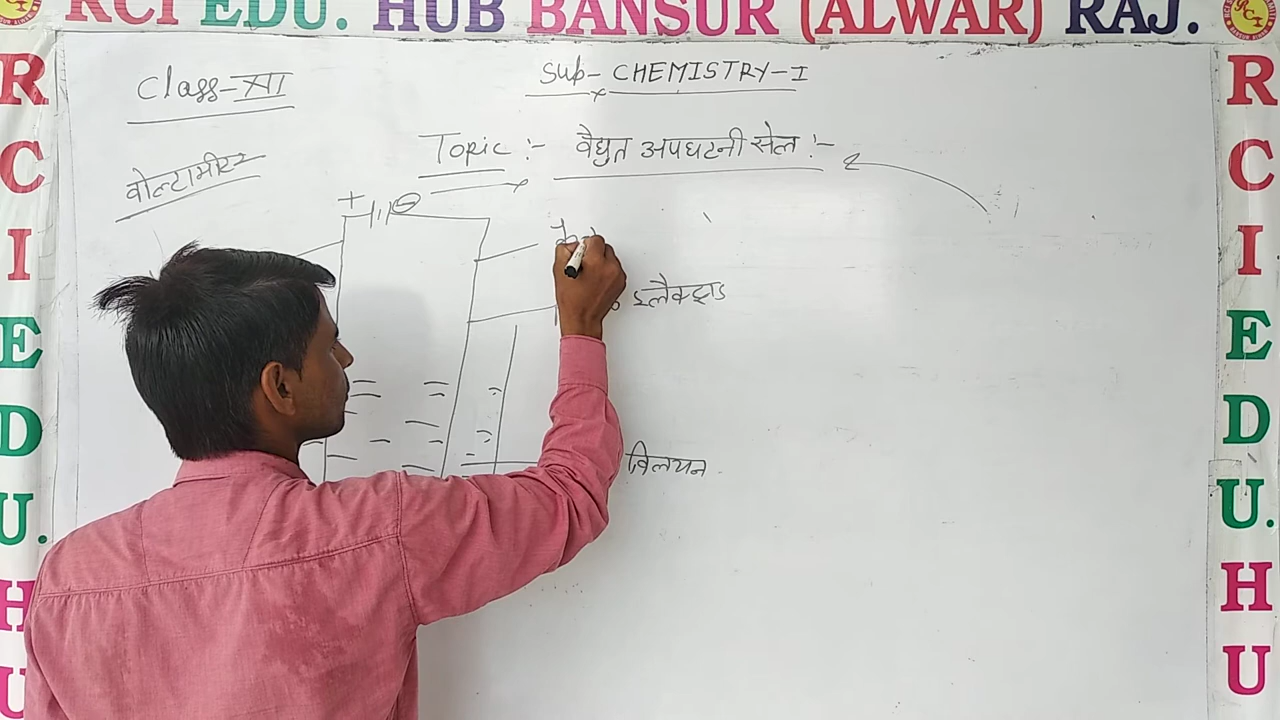 RCI EDU. HUB BANSUR (ALWAR) RAJ.
Class-XII
Sub- CHEMISTRY-I
Topic:- वैद्युत अपघटनी सेल:-
वोल्टामीटर
+
इलैक्ट्राड
विलयन
R
C
I
E
D
U.
H
U
R
C
I
E
D
U.
H
U